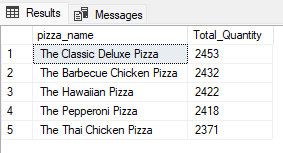 Results Messages
pizza_name Total_Quantity
1 The Classic Deluxe Pizza 2453
2 The Barbecue Chicken Pizza 2432
3 The Hawaiian Pizza 2422
4 The Pepperoni Pizza 2418
5 The Thai Chicken Pizza 2371